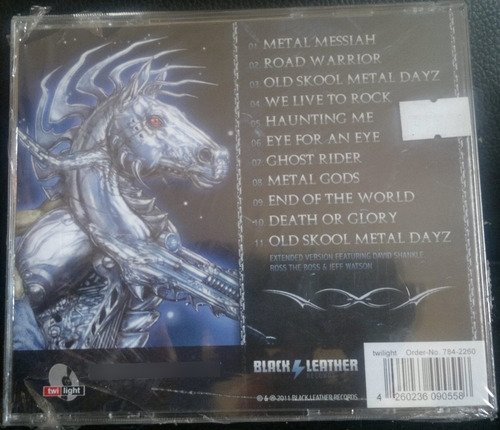 01 METAL MESSIAH
02 ROAD WARRIOR
03 OLD SKOOL METAL DAYZ
04 WE LIVE TO ROCK
05 HAUNTING ME
06 EYE FOR AN EYE
07 GHOST RIDER
08 METAL GODS
09 END OF THE WORLD
10 DEATH OR GLORY
11 OLD SKOOL METAL DAYZ
EXTENDED VERSION FEATURING DAVID SHANKLE
ROSS THE BOSS & JEFF WATSON
BLACK LEATHER
twilight Order-No. 784-2260
4 260236 090558
twilight
© & ℗ 2011 BLACK LEATHER RECORDS